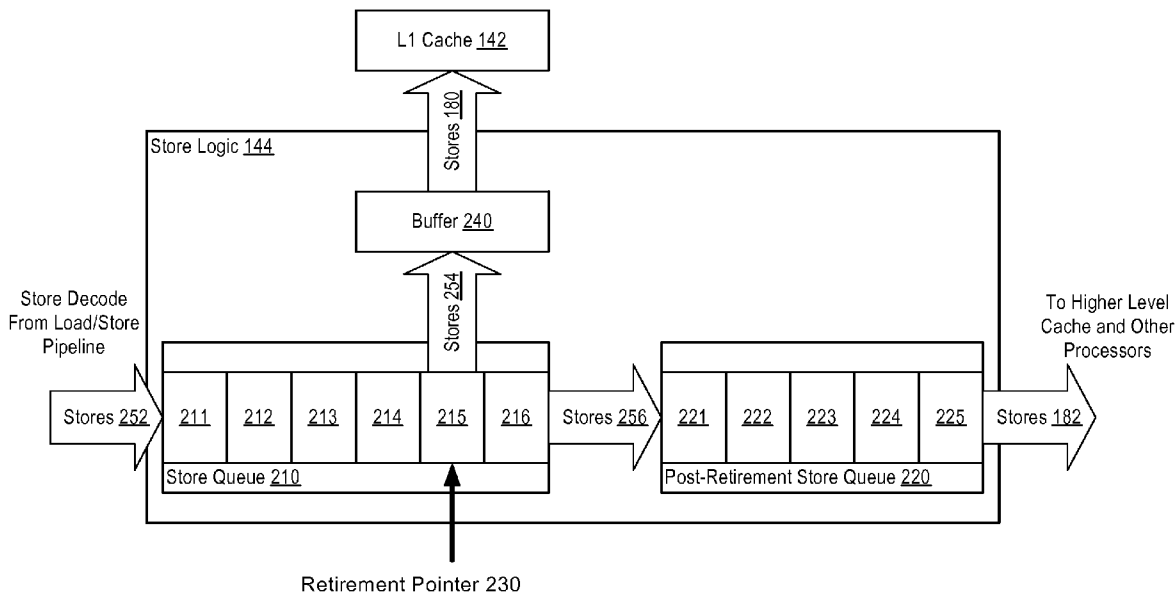 L1 Cache 142
Stores 180
Store Logic 144
Buffer 240
Stores 254
Store Decode
From Load/Store
Pipeline
To Higher Level
Cache and Other
Processors
Stores 252
211
212
213
214
215
216
Stores 256
221
222
223
224
225
Stores 182
Store Queue 210
Post-Retirement Store Queue 220
Retirement Pointer 230